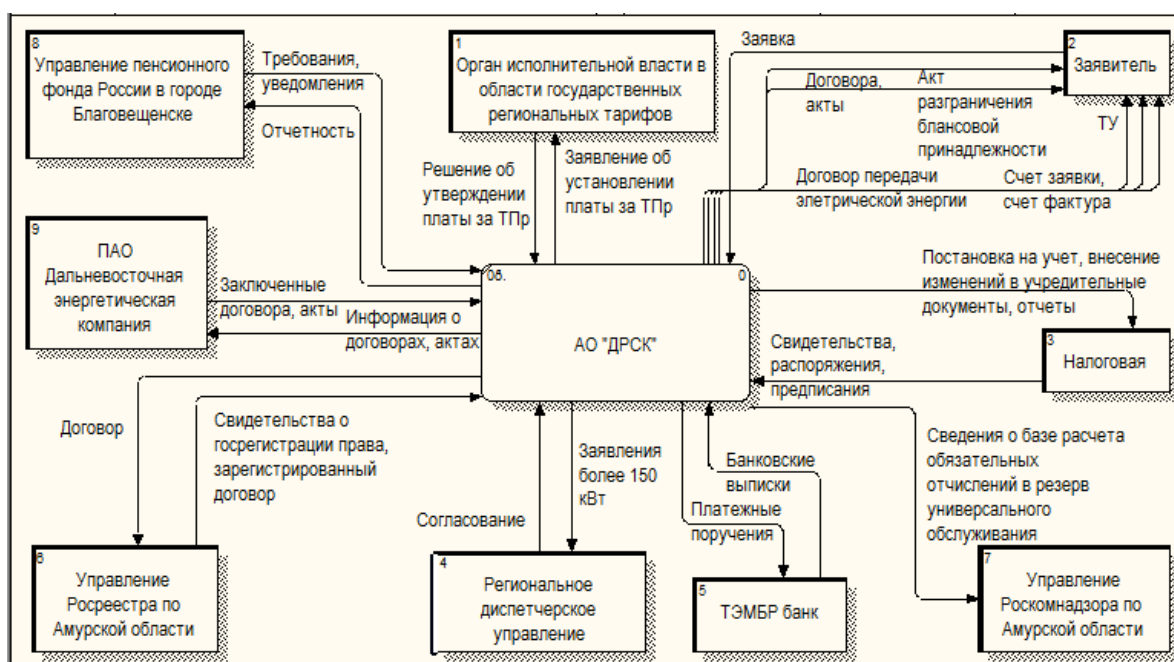 8
Управление пенсионного
фонда России в городе
Благовещенске
Требования,
уведомления
Отчетность
1
Орган исполнительной власти в
области государственных
региональных тарифов
Решение об
утверждении
платы за ТПр
Заявление об
установлении
платы за ТПр
Заявка
2
Заявитель
Договора,
акты
Акт
разграничения
блансовой
принадлежности
ТУ
Договор передачи
элетрической энергии
Счет заявки,
счет фактура
9
ПАО
Дальневосточная
энергетическая
компания
Заключенные
договора, акты
Информация о
договорах, актах
0б.
0
АО "ДРСК"
Постановка на учет, внесение
изменений в учредительные
документы, отчеты
3
Налоговая
Свидетельства,
распоряжения,
предписания
Договор
Свидетельства о
госрегистрации права,
зарегистрированный
договор
Согласование
Заявления
более 150
кВт
Банковские
выписки
Платежные
поручения
Сведения о базе расчета
обязательных
отчислений в резерв
универсального
обслуживания
6
Управление
Росреестра по
Амурской области
4
Региональное
диспетчерское
управление
5
ТЭМБР банк
7
Управление
Роскомнадзора по
Амурской области